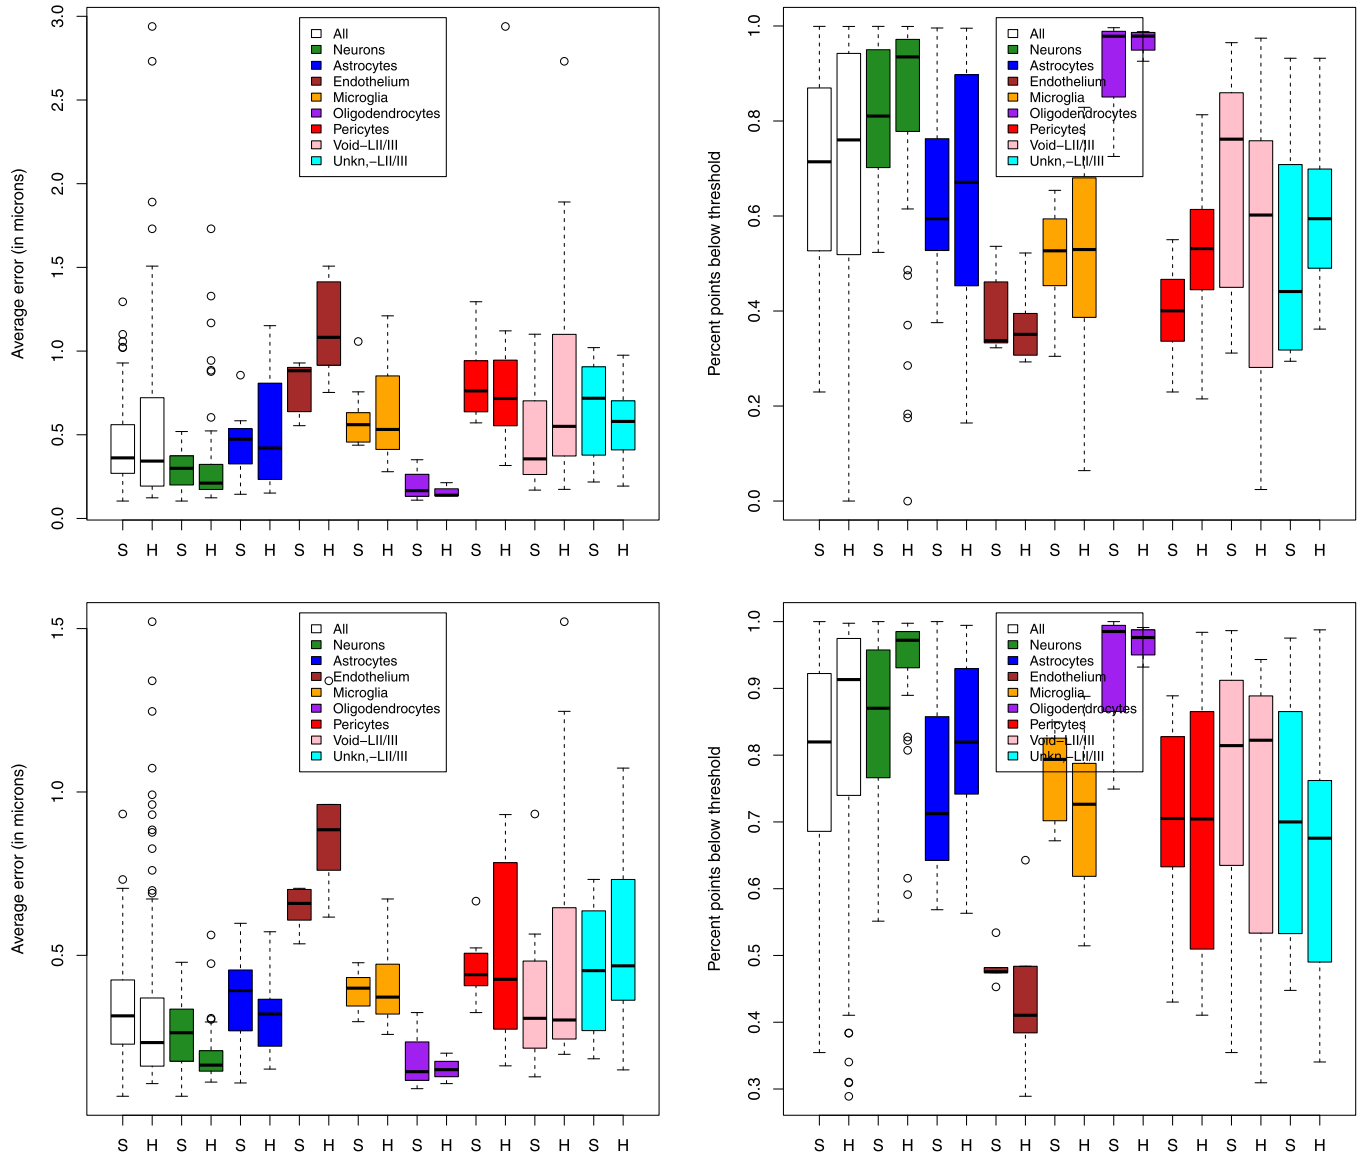 Average error (in microns)
0.0 0.5 1.0 1.5 2.0 2.5 3.0
All
Neurons
Astrocytes
Endothelium
Microglia
Oligodendrocytes
Pericytes
Void−LII/III
Unkn,−LII/III
S H S H S H S H S H S H S H S H S H
Percent points below threshold
0.0 0.2 0.4 0.6 0.8 1.0
All
Neurons
Astrocytes
Endothelium
Microglia
Oligodendrocytes
Pericytes
Void−LII/III
Unkn,−LII/III
S H S H S H S H S H S H S H S H S H
Average error (in microns)
0.5 1.0 1.5
All
Neurons
Astrocytes
Endothelium
Microglia
Oligodendrocytes
Pericytes
Void−LII/III
Unkn,−LII/III
S H S H S H S H S H S H S H S H S H
Percent points below threshold
0.3 0.4 0.5 0.6 0.7 0.8 0.9 1.0
All
Neurons
Astrocytes
Endothelium
Microglia
Oligodendrocytes
Pericytes
Void−LII/III
Unkn,−LII/III
S H S H S H S H S H S H S H S H S H